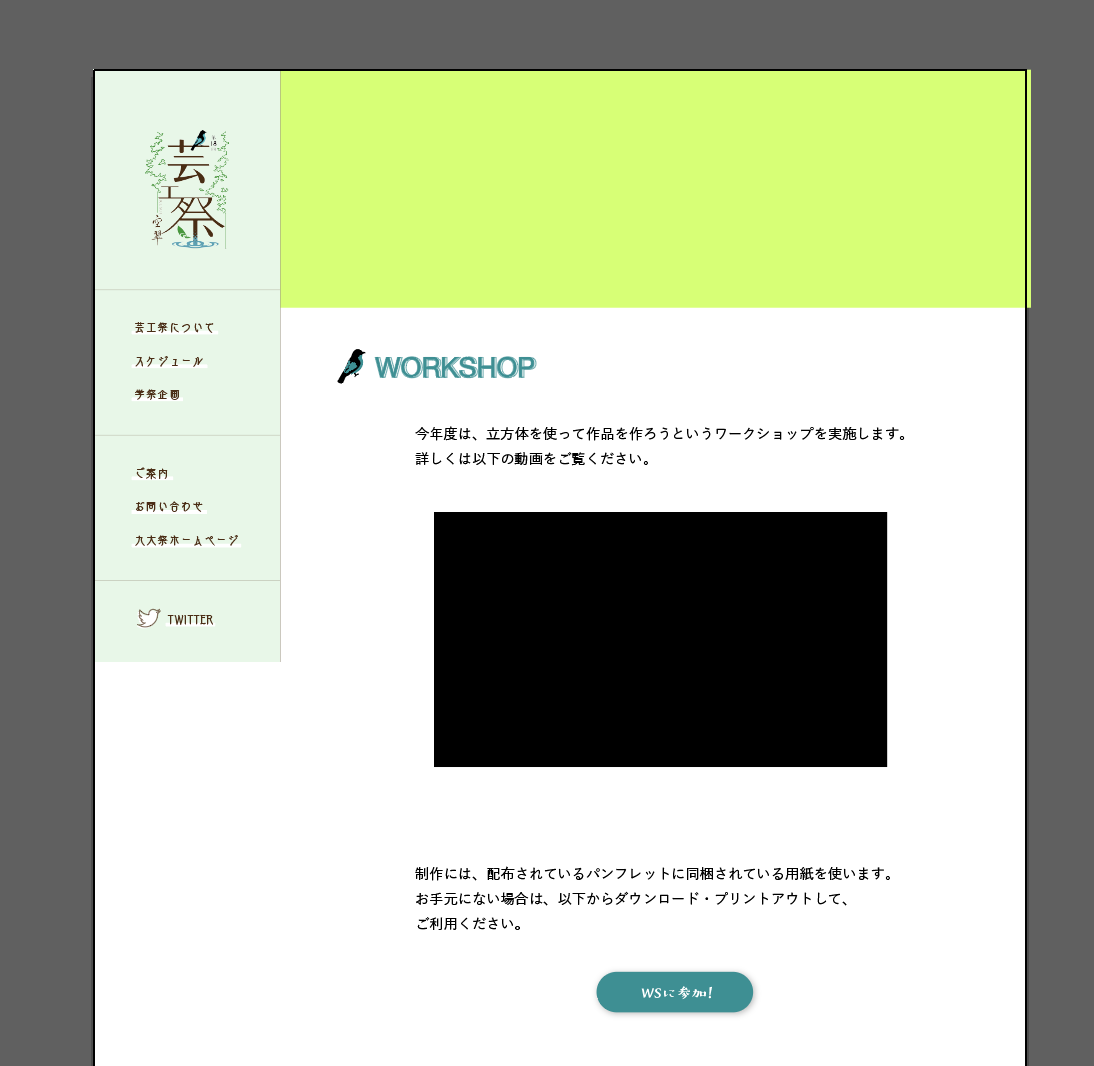 芸
工
祭
空翠
芸工祭について
スケジュール
学祭企画
ご案内
お問い合わせ
九大祭ホームページ
TWITTER
WORKSHOP
今年度は、立方体を使って作品を作ろうというワークショップを実施します。
詳しくは以下の動画をご覧ください。
制作には、配布されているパンフレットに同梱されている用紙を使います。
お手元にない場合は、以下からダウンロード・プリントアウトして、
ご利用ください。
WSに参加!